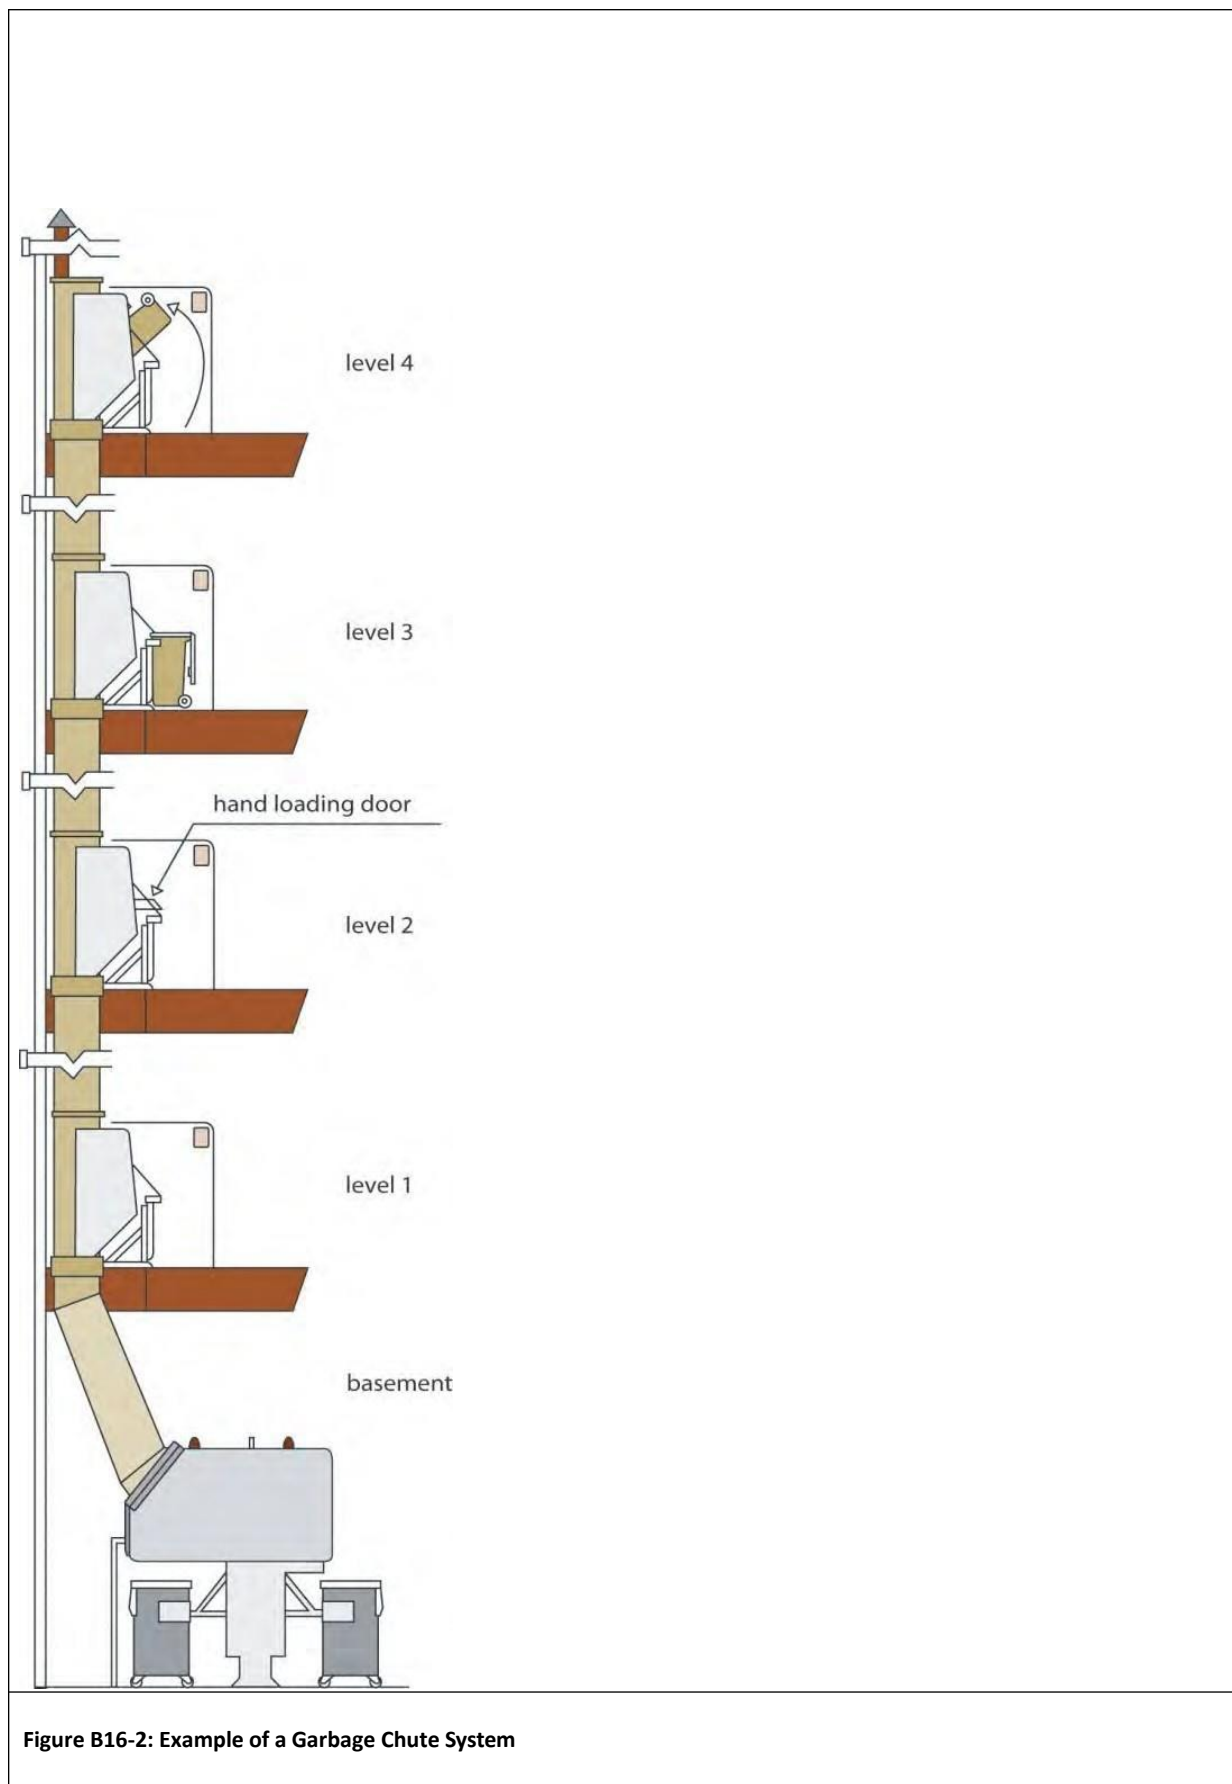 level 4
level 3
hand loading door
level 2
level 1
basement
Figure B16-2: Example of a Garbage Chute System